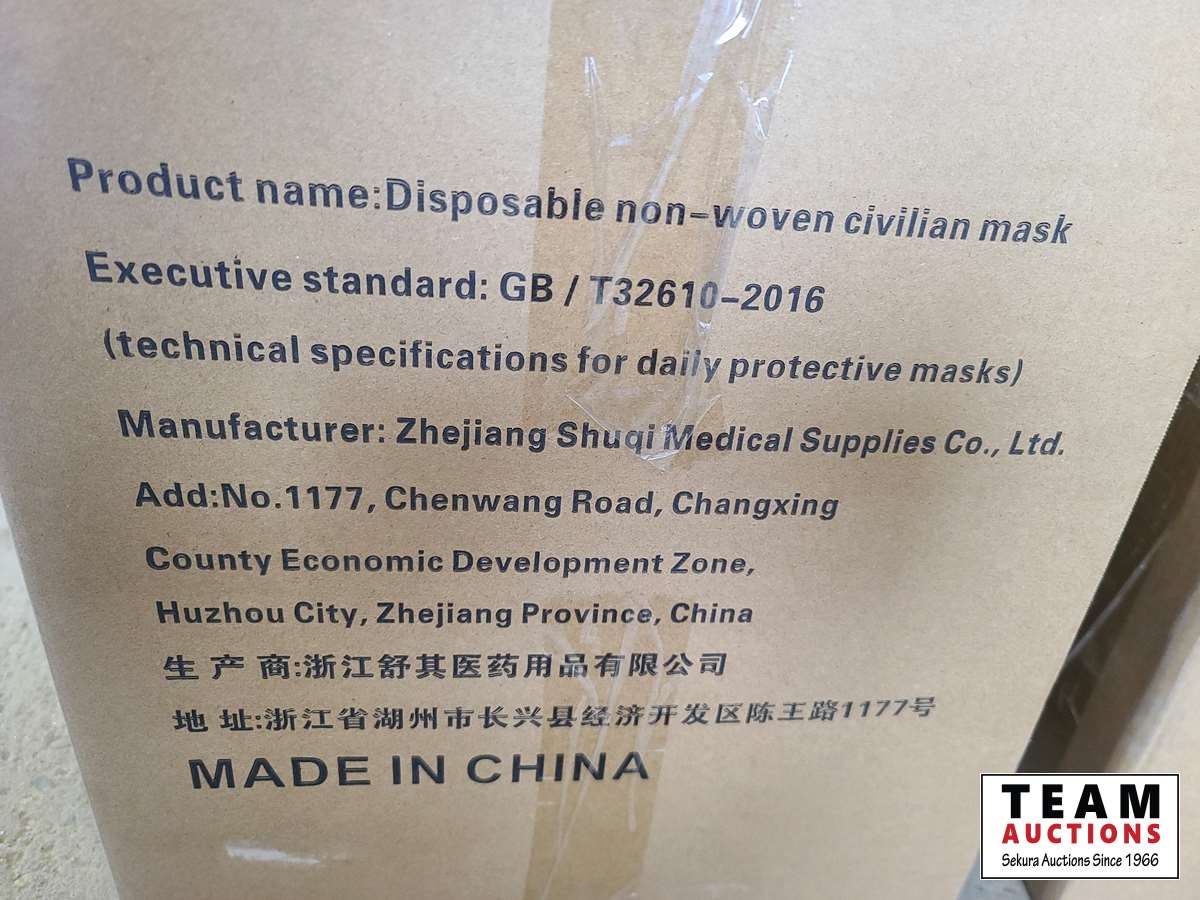 Product name:Disposable non-woven civilian mask
Executive standard: GB / T32610-2016
(technical specifications for daily protective masks)
Manufacturer: Zhejiang Shuqi Medical Supplies Co., Ltd.
Add:No.1177, Chenwang Road, Changxing
County Economic Development Zone,
Huzhou City, Zhejiang Province, China
生 产 商:浙江舒其医药用品有限公司
地 址:浙江省湖州市长兴县经济开发区陈王路1177号
MADE IN CHINA
TEAM
AUCTIONS
Sekura Auctions Since 1966